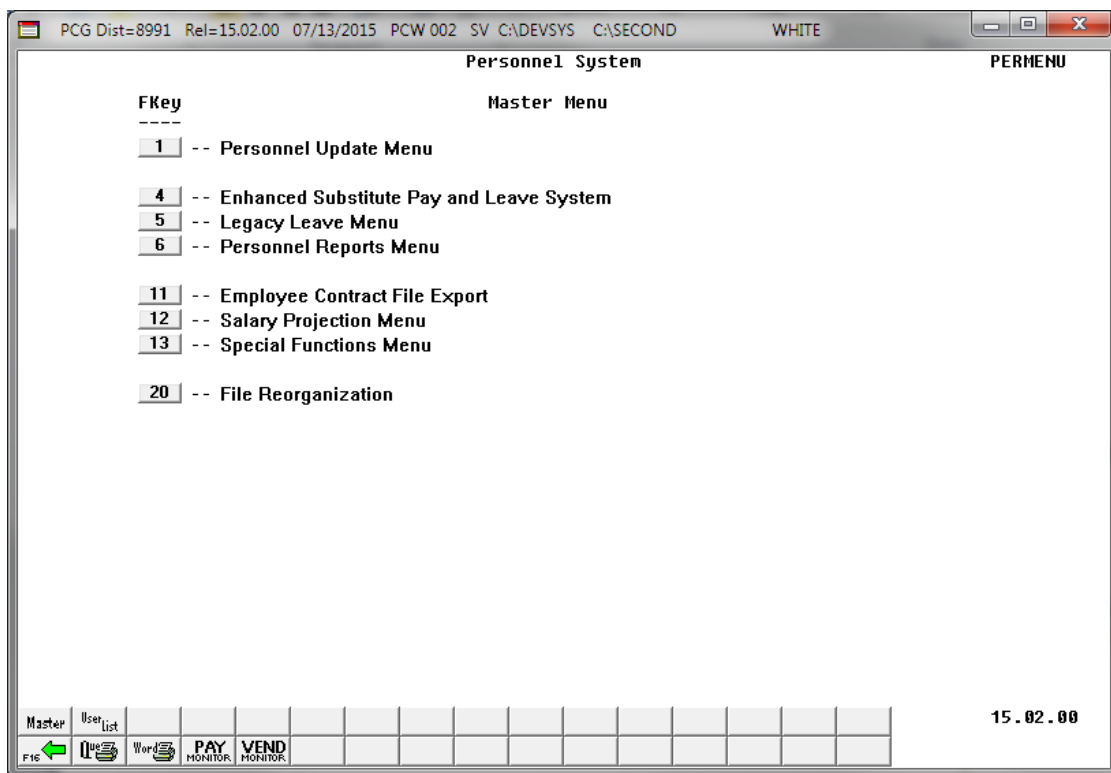 PCG Dist=8991 Rel=15.02.00 07/13/2015 PCW 002 SV C:\DEVSYS C:\SECOND WHITE
Personnel System PERMENU
FKey Master Menu
----
1 -- Personnel Update Menu
4 -- Enhanced Substitute Pay and Leave System
5 -- Legacy Leave Menu
6 -- Personnel Reports Menu
11 -- Employee Contract File Export
12 -- Salary Projection Menu
13 -- Special Functions Menu
20 -- File Reorganization
Master User List 15.02.00
F16 Que Word PAY MONITOR VEND MONITOR